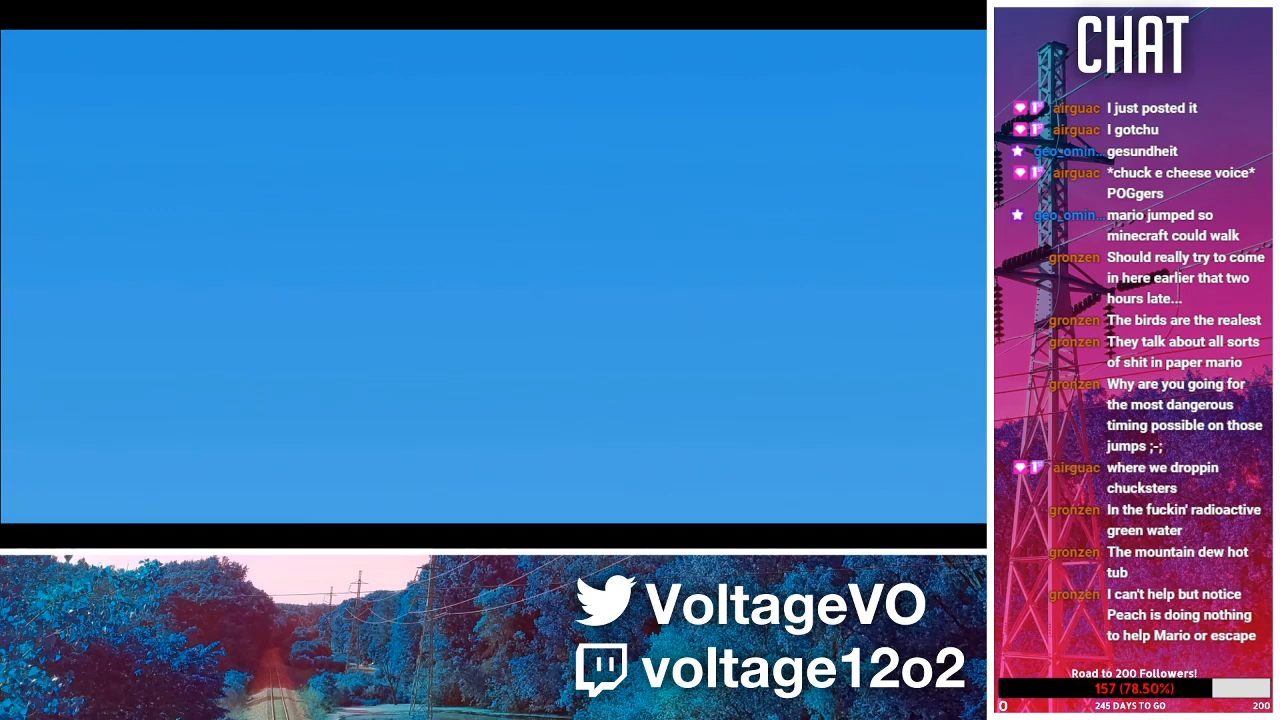 CHAT
airguac I just posted it
airguac I gotchu
geo_omin... gesundheit
airguac *chuck e cheese voice*
POGgers
geo_omin... mario jumped so
minecraft could walk
gronzen Should really try to come
in here earlier that two
hours late...
gronzen The birds are the realest
gronzen They talk about all sorts
of shit in paper mario
gronzen Why are you going for
the most dangerous
timing possible on those
jumps ;-;
airguac where we droppin
chucksters
gronzen In the fuckin' radioactive
green water
gronzen The mountain dew hot
tub
gronzen I can't help but notice
Peach is doing nothing
to help Mario or escape
Road to 200 Followers!
157 (78.50%)
0 245 DAYS TO GO 200
VoltageVO
voltage12o2